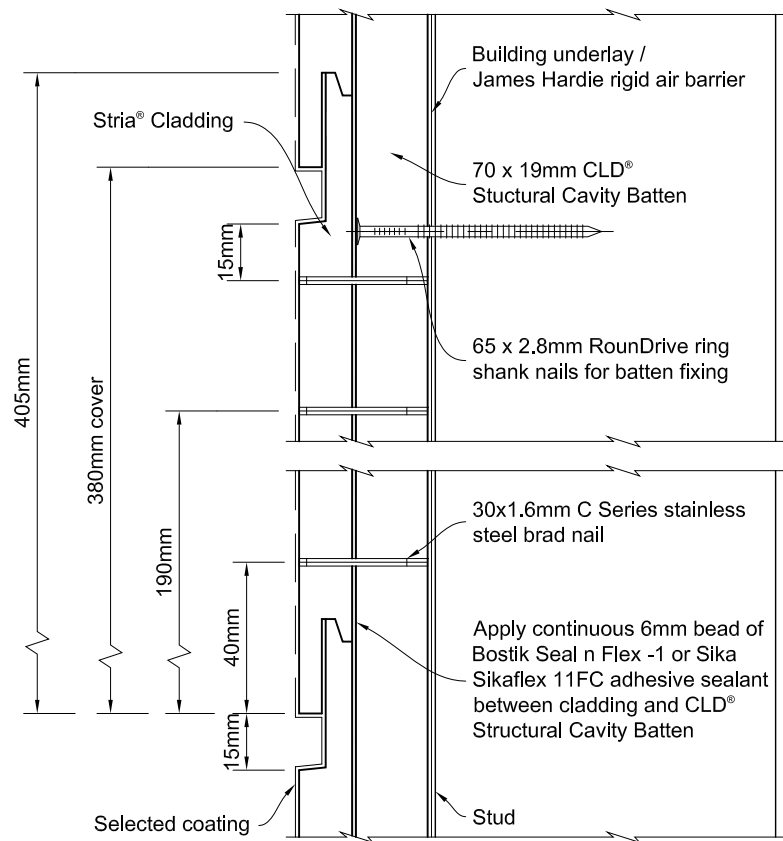 Building underlay /
James Hardie rigid air barrier
Stria® Cladding
70 x 19mm CLD®
Stuctural Cavity Batten
15mm
65 x 2.8mm RounDrive ring
shank nails for batten fixing
405mm
380mm cover
190mm
30x1.6mm C Series stainless
steel brad nail
40mm
Apply continuous 6mm bead of
Bostik Seal n Flex -1 or Sika
Sikaflex 11FC adhesive sealant
between cladding and CLD®
Structural Cavity Batten
15mm
Selected coating
Stud